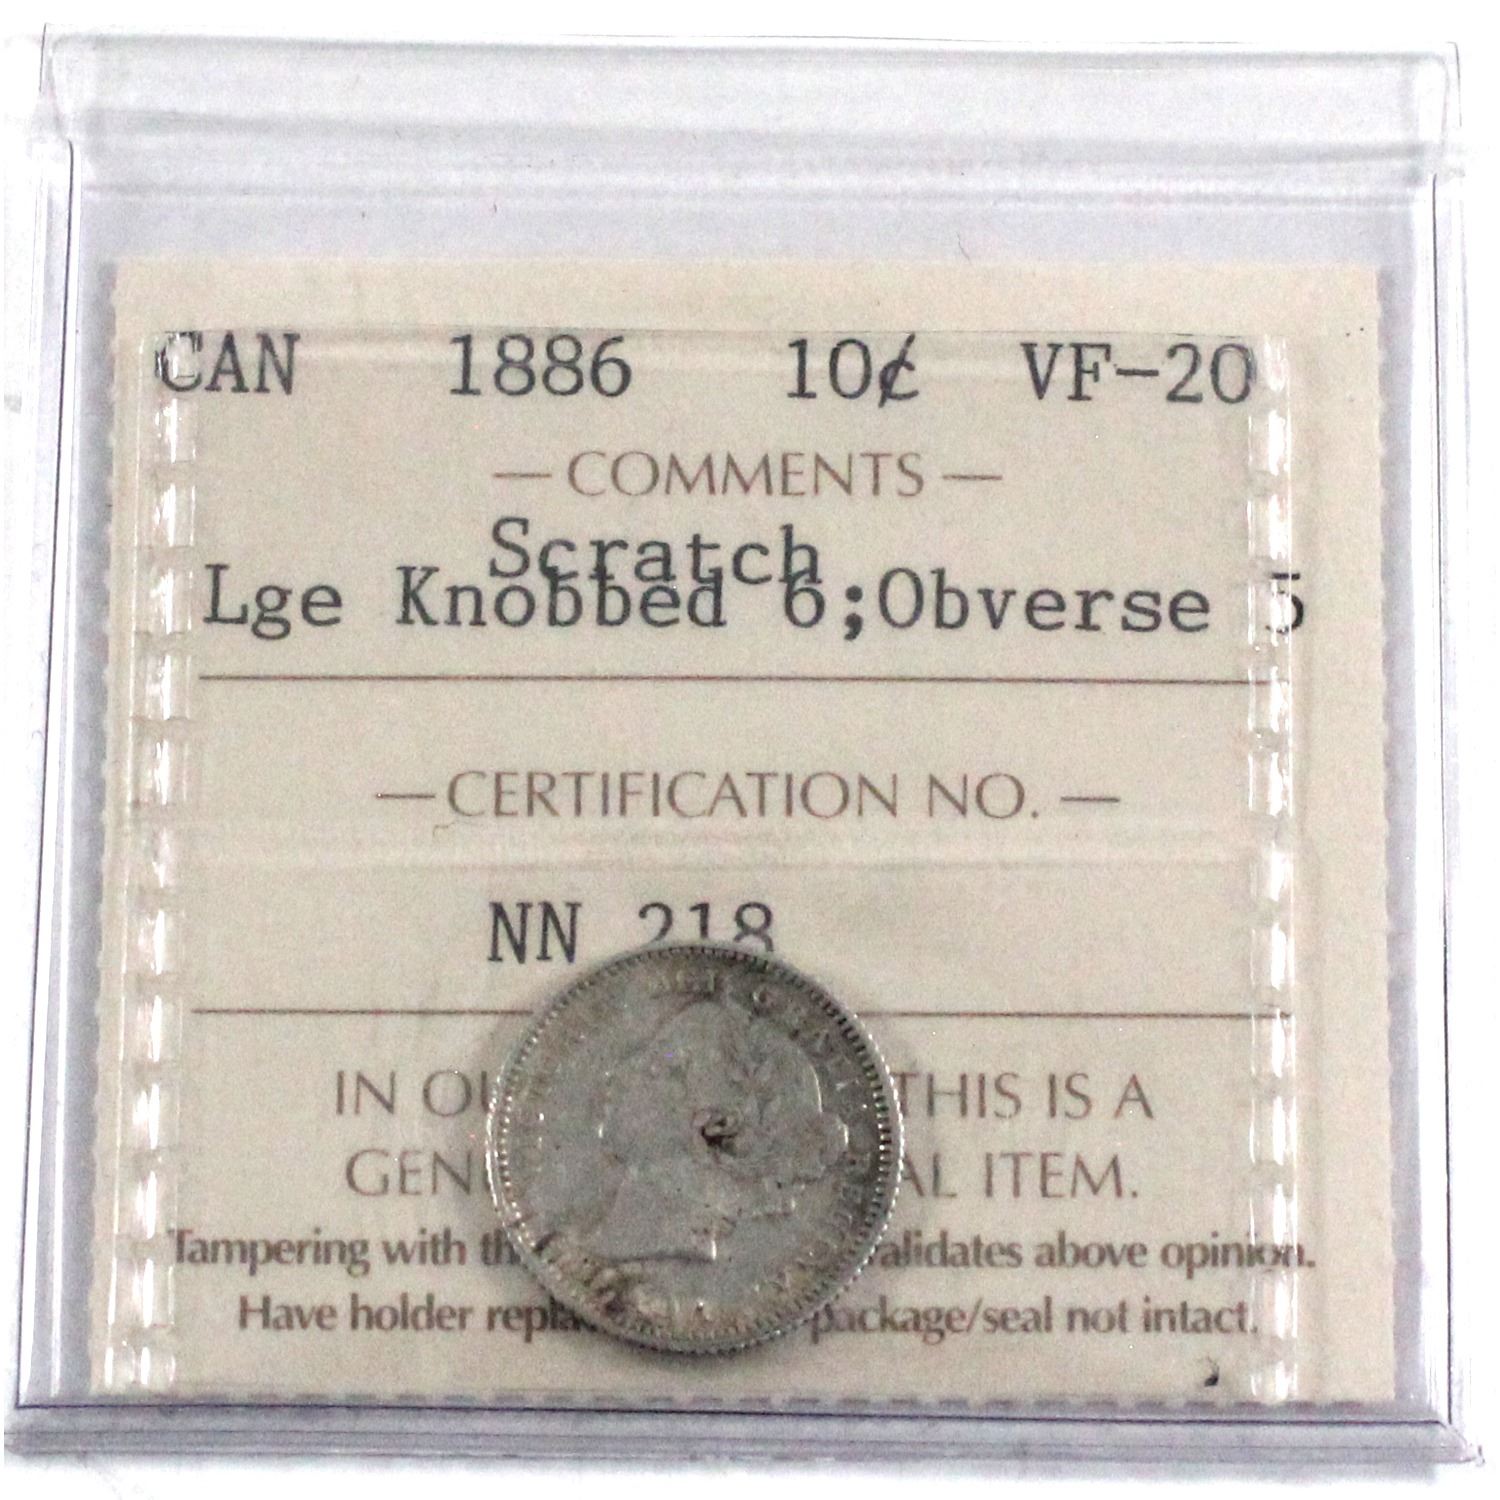 CAN 1886 10¢ VF-20
— COMMENTS —
Scratch
Lge Knobbed 6;Obverse 5
— CERTIFICATION NO. —
NN 218
IN THIS IS A
GEN AL ITEM.
Tampering with th alidates above opinion.
Have holder repla package/seal not intact.